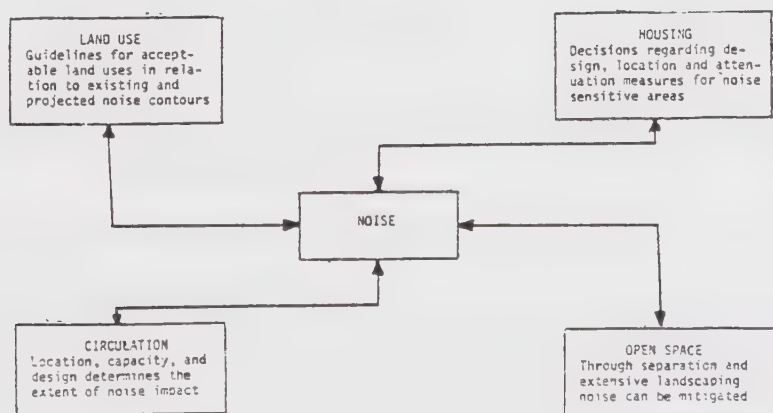 LAND USE
Guidelines for accept-
able land uses in rela-
tion to existing and
projected noise contours
HOUSING
Decisions regarding de-
sign, location and atten-
uation measures for noise
sensitive areas
NOISE
CIRCULATION
Location, capacity, and
design determines the
extent of noise impact
OPEN SPACE
Through separation and
extensive landscaping
noise can be mitigated